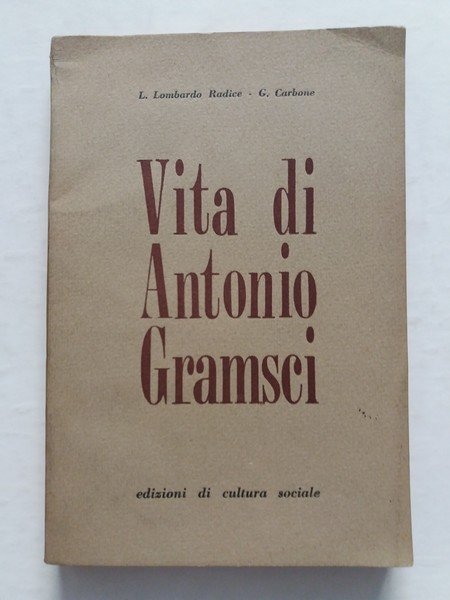 L. Lombardo Radice - G. Carbone
Vita di
Antonio
Gramsci
edizioni di cultura sociale